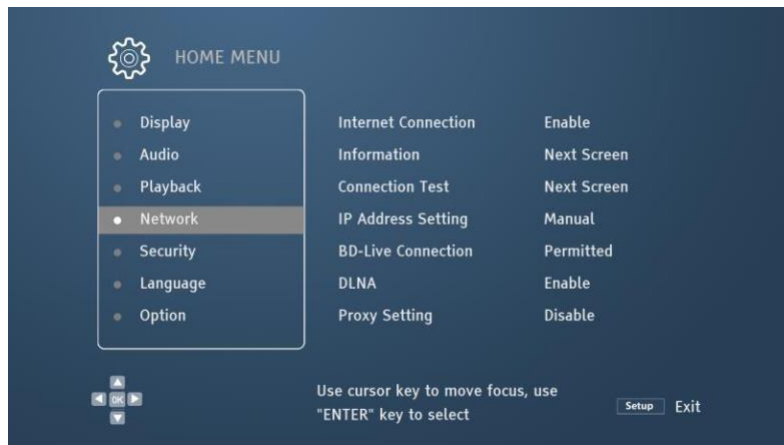 HOME MENU
Display Internet Connection Enable
Audio Information Next Screen
Playback Connection Test Next Screen
Network IP Address Setting Manual
Security BD-Live Connection Permitted
Language DLNA Enable
Option Proxy Setting Disable
OK
Use cursor key to move focus, use
"ENTER" key to select
Setup Exit